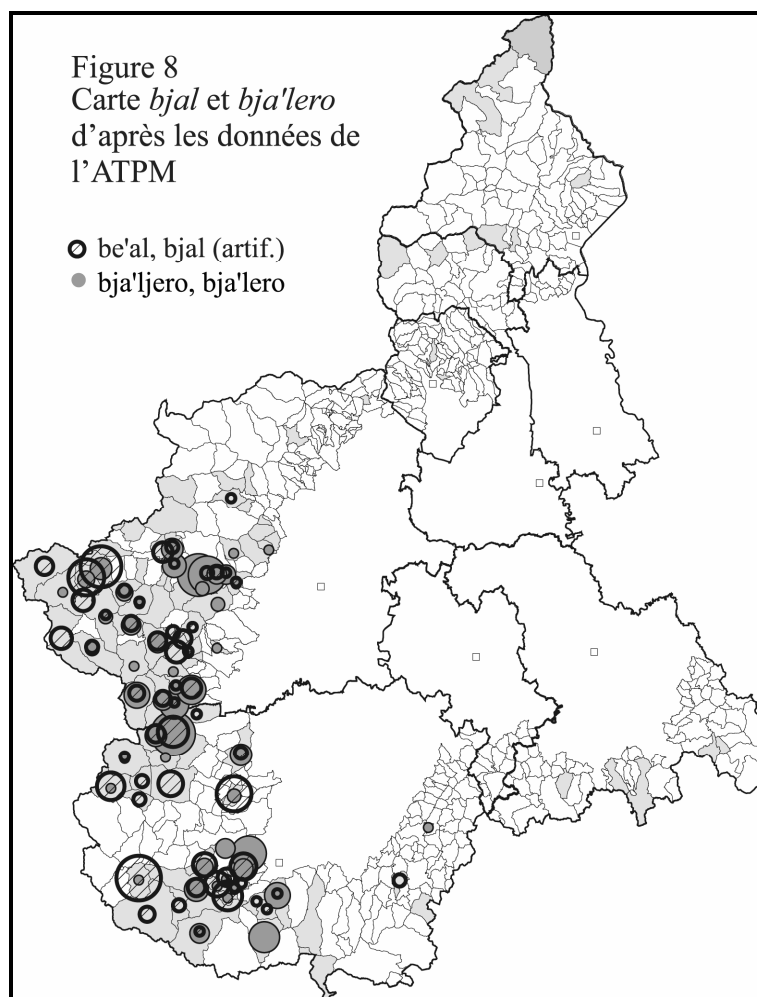 Figure 8
Carte bjal et bja'lero
d'après les données de
l'ATPM
be'al, bjal (artif.)
bja'ljero, bja'lero